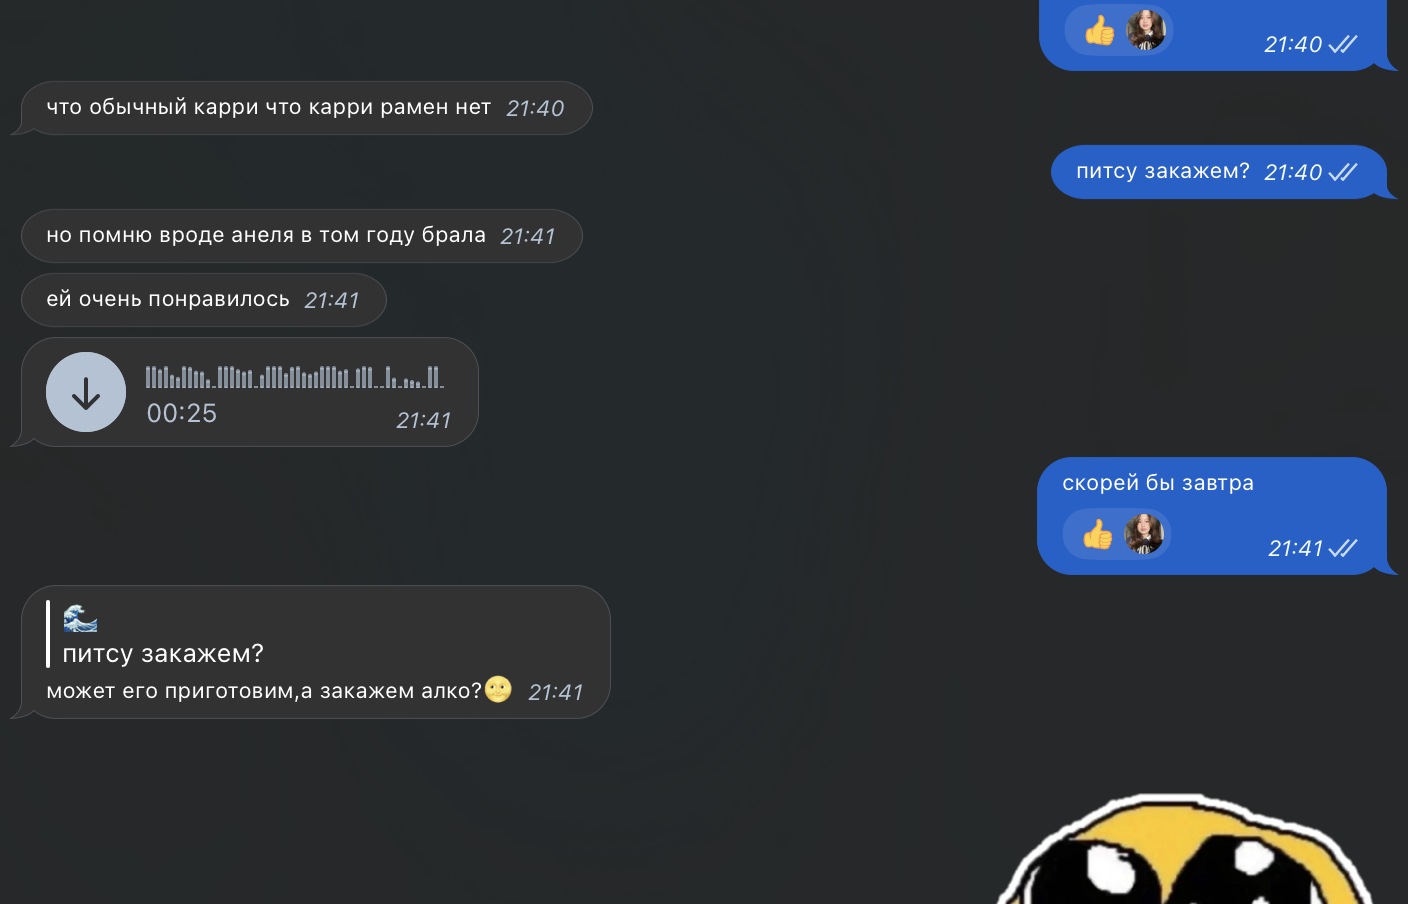 21:40
что обычный карри что карри рамен нет 21:40
питсу закажем? 21:40
но помню вроде анеля в том году брала 21:41
ей очень понравилось 21:41
00:25 21:41
скорей бы завтра
21:41
питсу закажем?
может его приготовим,а закажем алко?🌝 21:41